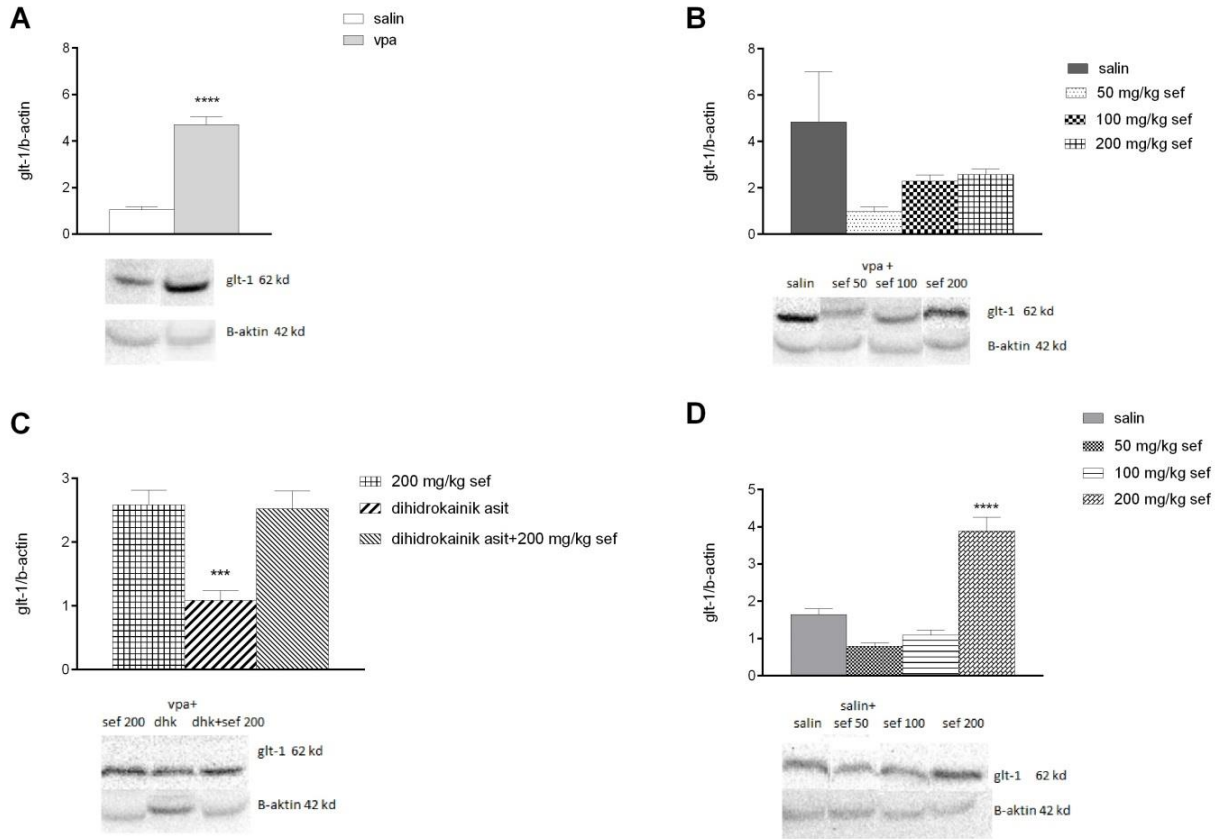 A
salin
vpa
glt-1/b-actin
8
6
4
2
0
****
glt-1 62 kd
B-aktin 42 kd
B
salin
50 mg/kg sef
100 mg/kg sef
200 mg/kg sef
glt-1/b-actin
8
6
4
2
0
vpa +
salin sef 50 sef 100 sef 200
glt-1 62 kd
B-aktin 42 kd
C
200 mg/kg sef
dihidrokainik asit
dihidrokainik asit+200 mg/kg sef
glt-1/b-actin
3
2
1
0
***
vpa+
sef 200 dhk dhk+sef 200
glt-1 62 kd
B-aktin 42 kd
D
salin
50 mg/kg sef
100 mg/kg sef
200 mg/kg sef
glt-1/b-actin
5
4
3
2
1
0
****
salin+
salin sef 50 sef 100 sef 200
glt-1 62 kd
B-aktin 42 kd